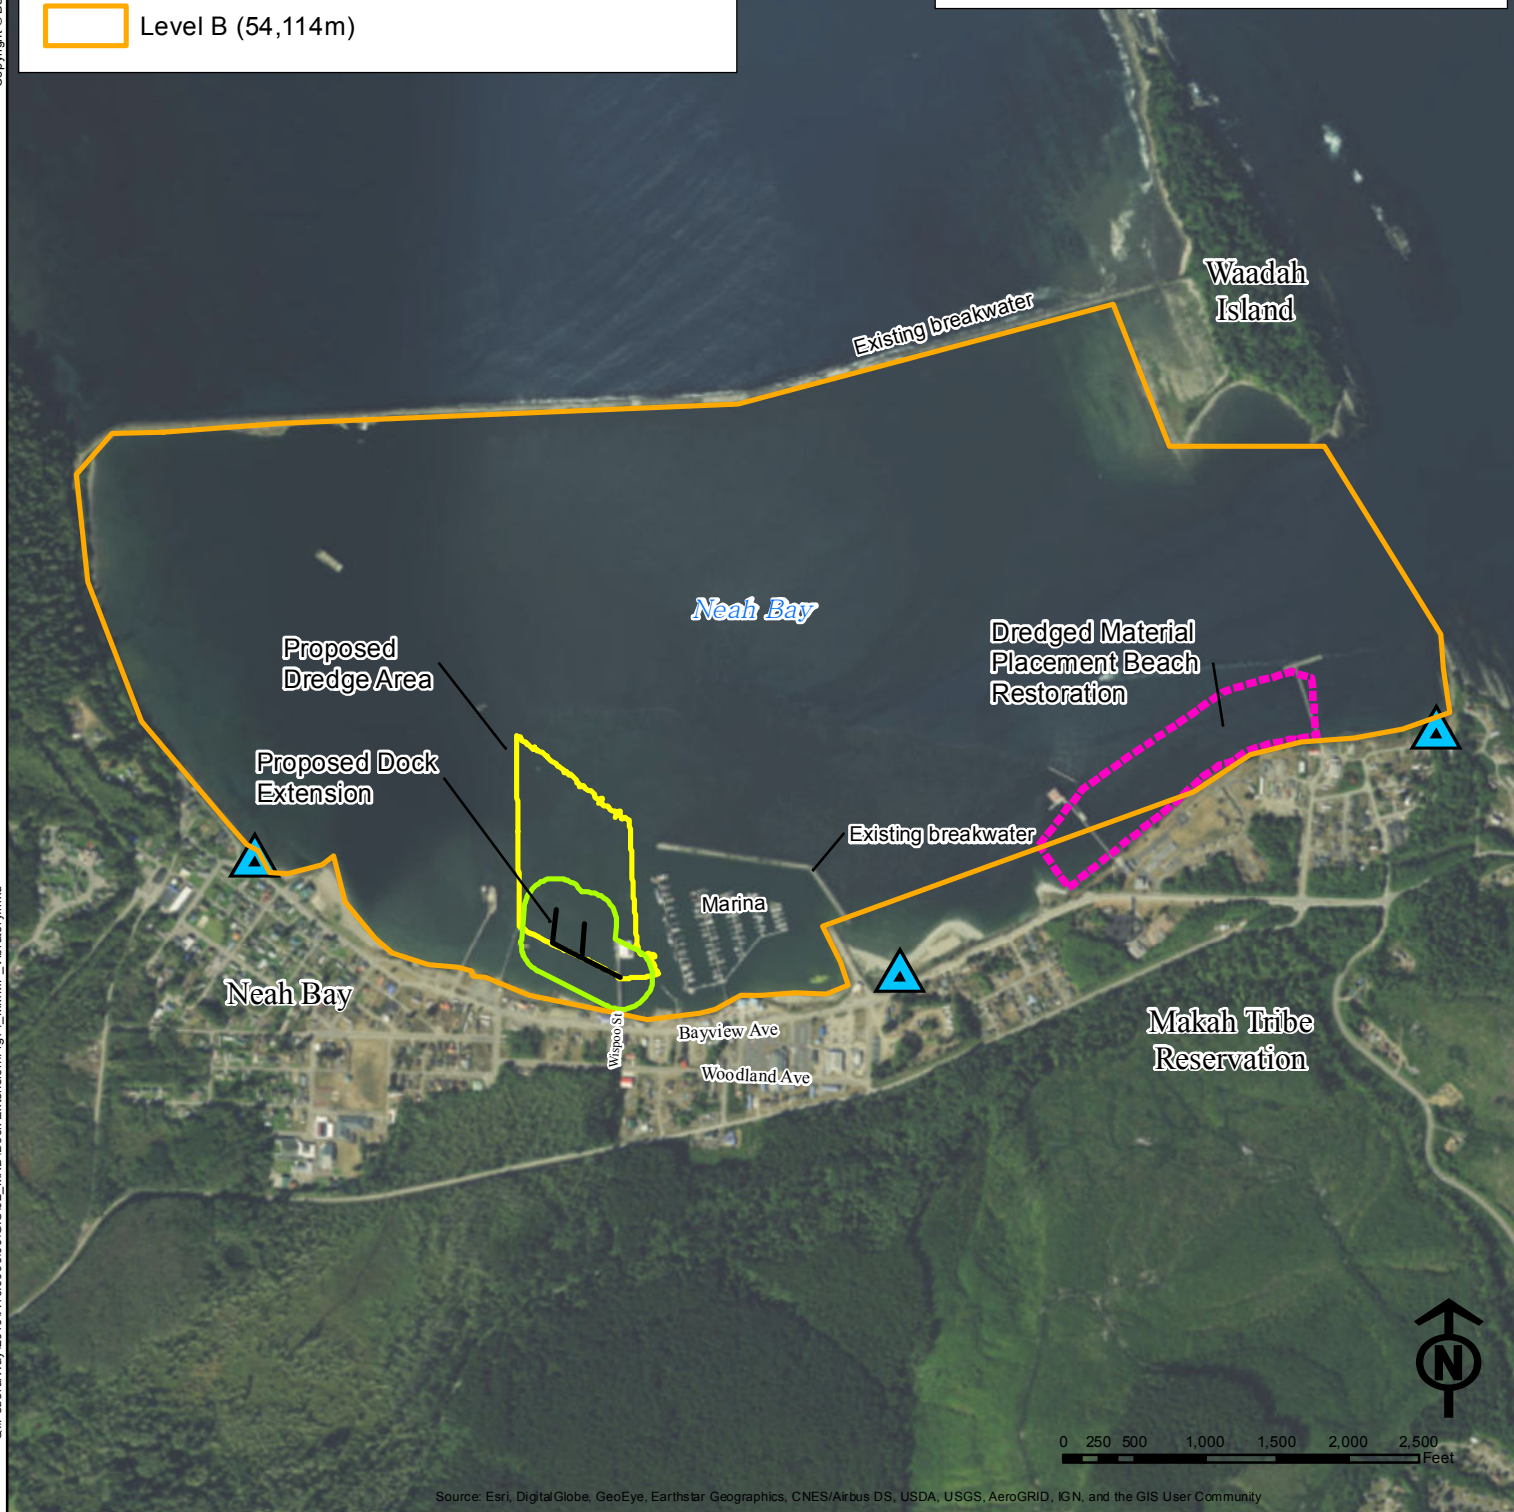 Level B (54,114m)
Waadah
Island
Existing breakwater
Neah Bay
Proposed
Dredge Area
Dredged Material
Placement Beach
Restoration
Proposed Dock
Extension
Existing breakwater
Marina
Neah Bay
Wispoo St
Bayview Ave
Woodland Ave
Makah Tribe
Reservation
N
0 250 500 1,000 1,500 2,000 2,500
Feet
Source: Esri, DigitalGlobe, GeoEye, Earthstar Geographics, CNES/Airbus DS, USDA, USGS, AeroGRID, IGN, and the GIS User Community